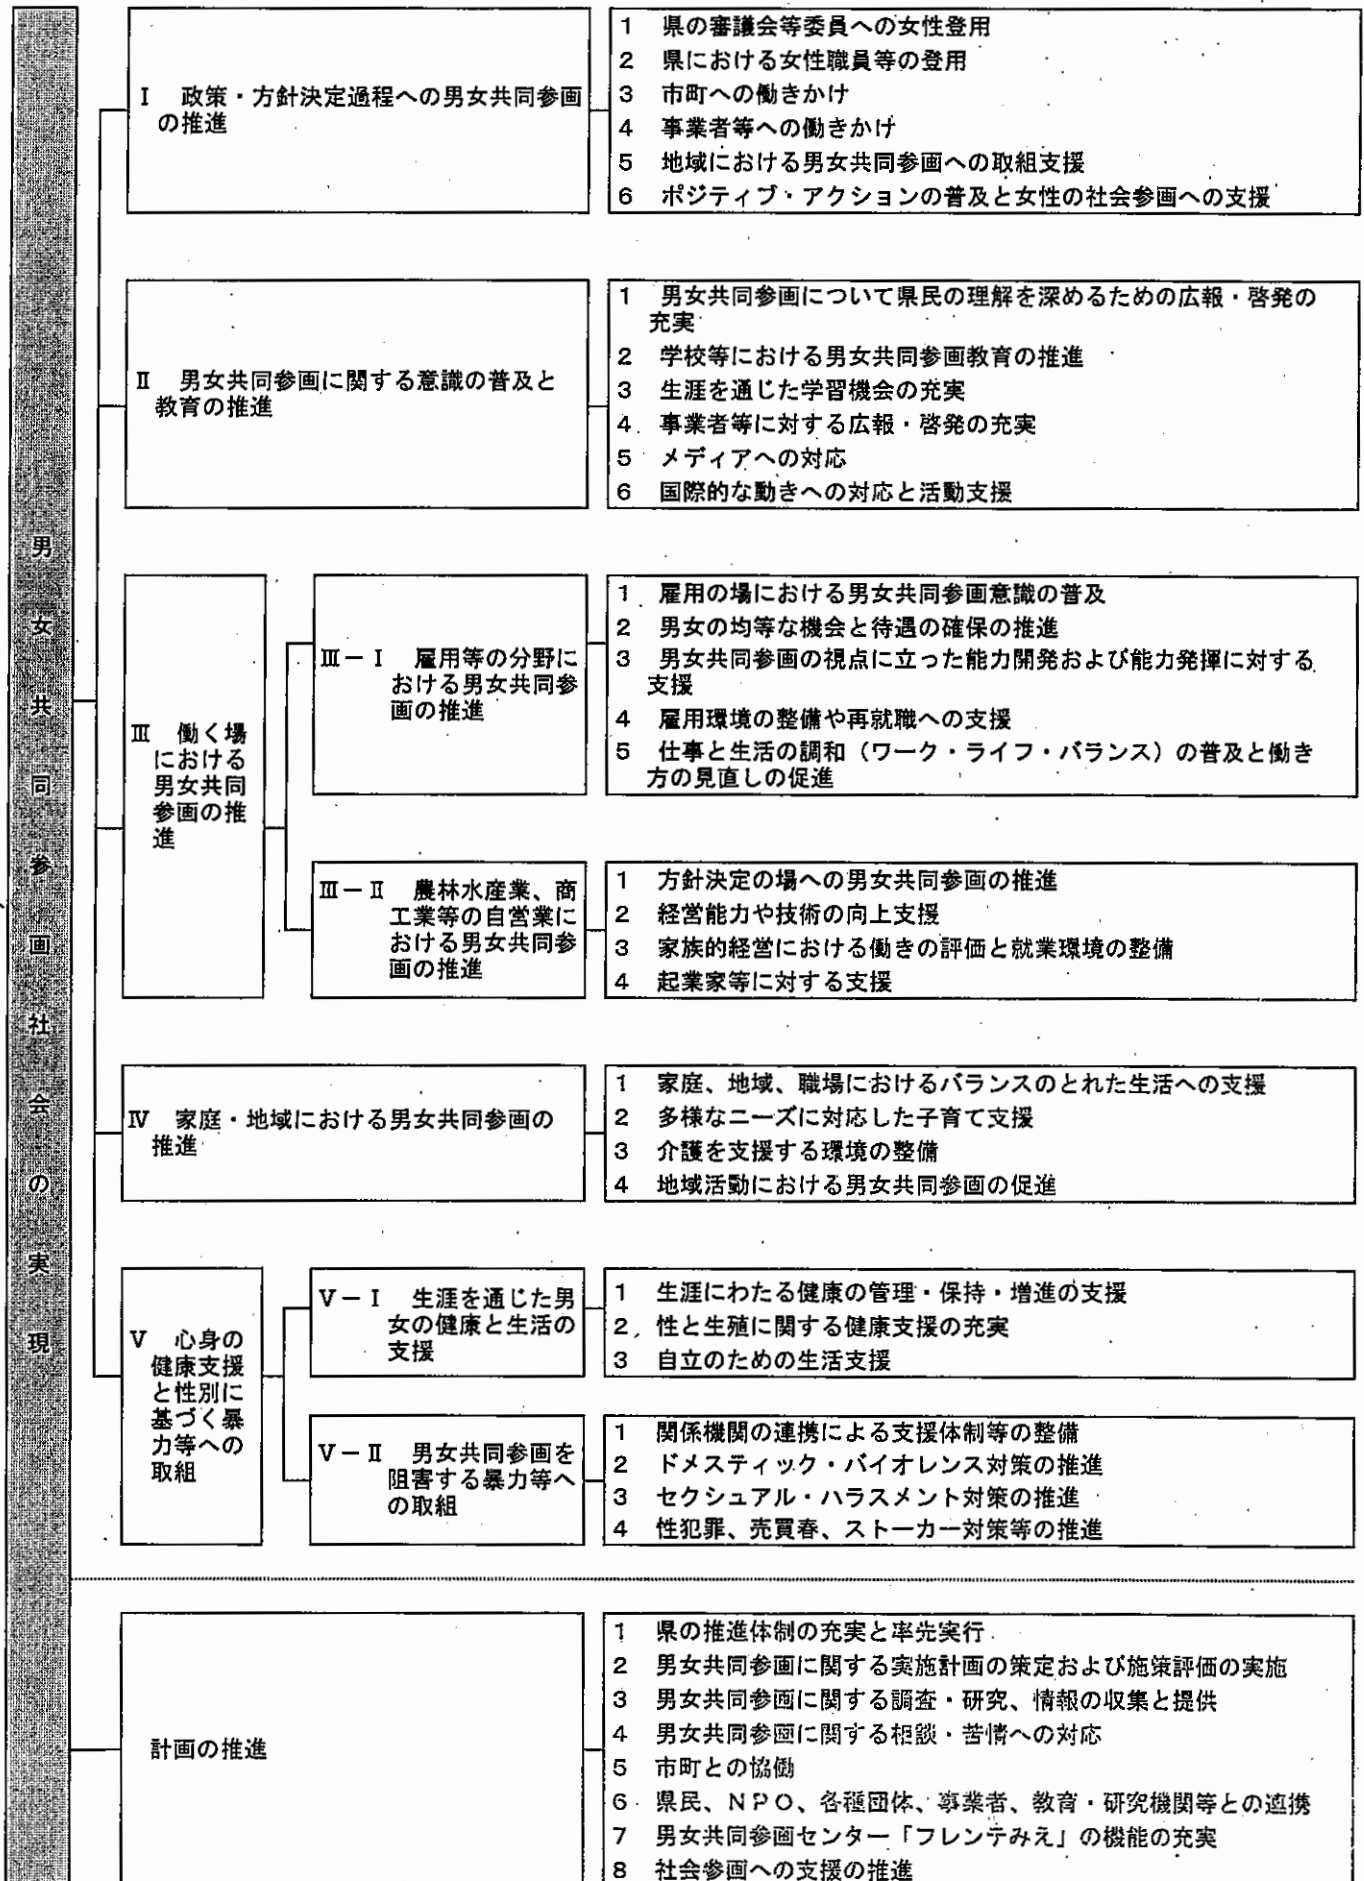 男女共同参画社会の実現
Ⅰ 政策・方針決定過程への男女共同参画
の推進
1 県の審議会等委員への女性登用
2 県における女性職員等の登用
3 市町への働きかけ
4 事業者等への働きかけ
5 地域における男女共同参画への取組支援
6 ポジティブ・アクションの普及と女性の社会参画への支援
Ⅱ 男女共同参画に関する意識の普及と
教育の推進
1 男女共同参画について県民の理解を深めるための広報・啓発の
充実
2 学校等における男女共同参画教育の推進
3 生涯を通じた学習機会の充実
4 事業者等に対する広報・啓発の充実
5 メディアへの対応
6 国際的な動きへの対応と活動支援
Ⅲ 働く場
における
男女共同
参画の推
進
Ⅲ－Ⅰ 雇用等の分野に
おける男女共同参
画の推進
1 雇用の場における男女共同参画意識の普及
2 男女の均等な機会と待遇の確保の推進
3 男女共同参画の視点に立った能力開発および能力発揮に対する
支援
4 雇用環境の整備や再就職への支援
5 仕事と生活の調和（ワーク・ライフ・バランス）の普及と働き
方の見直しの促進
Ⅲ－Ⅱ 農林水産業、商
工業等の自営業に
おける男女共同参
画の推進
1 方針決定の場への男女共同参画の推進
2 経営能力や技術の向上支援
3 家族的経営における働きの評価と就業環境の整備
4 起業家等に対する支援
Ⅳ 家庭・地域における男女共同参画の
推進
1 家庭、地域、職場におけるバランスのとれた生活への支援
2 多様なニーズに対応した子育て支援
3 介護を支援する環境の整備
4 地域活動における男女共同参画の促進
Ⅴ 心身の
健康支援
と性別に
基づく暴
力等への
取組
Ⅴ－Ⅰ 生涯を通じた男
女の健康と生活の
支援
1 生涯にわたる健康の管理・保持・増進の支援
2 性と生殖に関する健康支援の充実
3 自立のための生活支援
Ⅴ－Ⅱ 男女共同参画を
阻害する暴力等へ
の取組
1 関係機関の連携による支援体制等の整備
2 ドメスティック・バイオレンス対策の推進
3 セクシュアル・ハラスメント対策の推進
4 性犯罪、売買春、ストーカー対策等の推進
計画の推進
1 県の推進体制の充実と率先実行
2 男女共同参画に関する実施計画の策定および施策評価の実施
3 男女共同参画に関する調査・研究、情報の収集と提供
4 男女共同参画に関する相談・苦情への対応
5 市町との協働
6 県民、ＮＰＯ、各種団体、事業者、教育・研究機関等との連携
7 男女共同参画センター「フレンテみえ」の機能の充実
8 社会参画への支援の推進